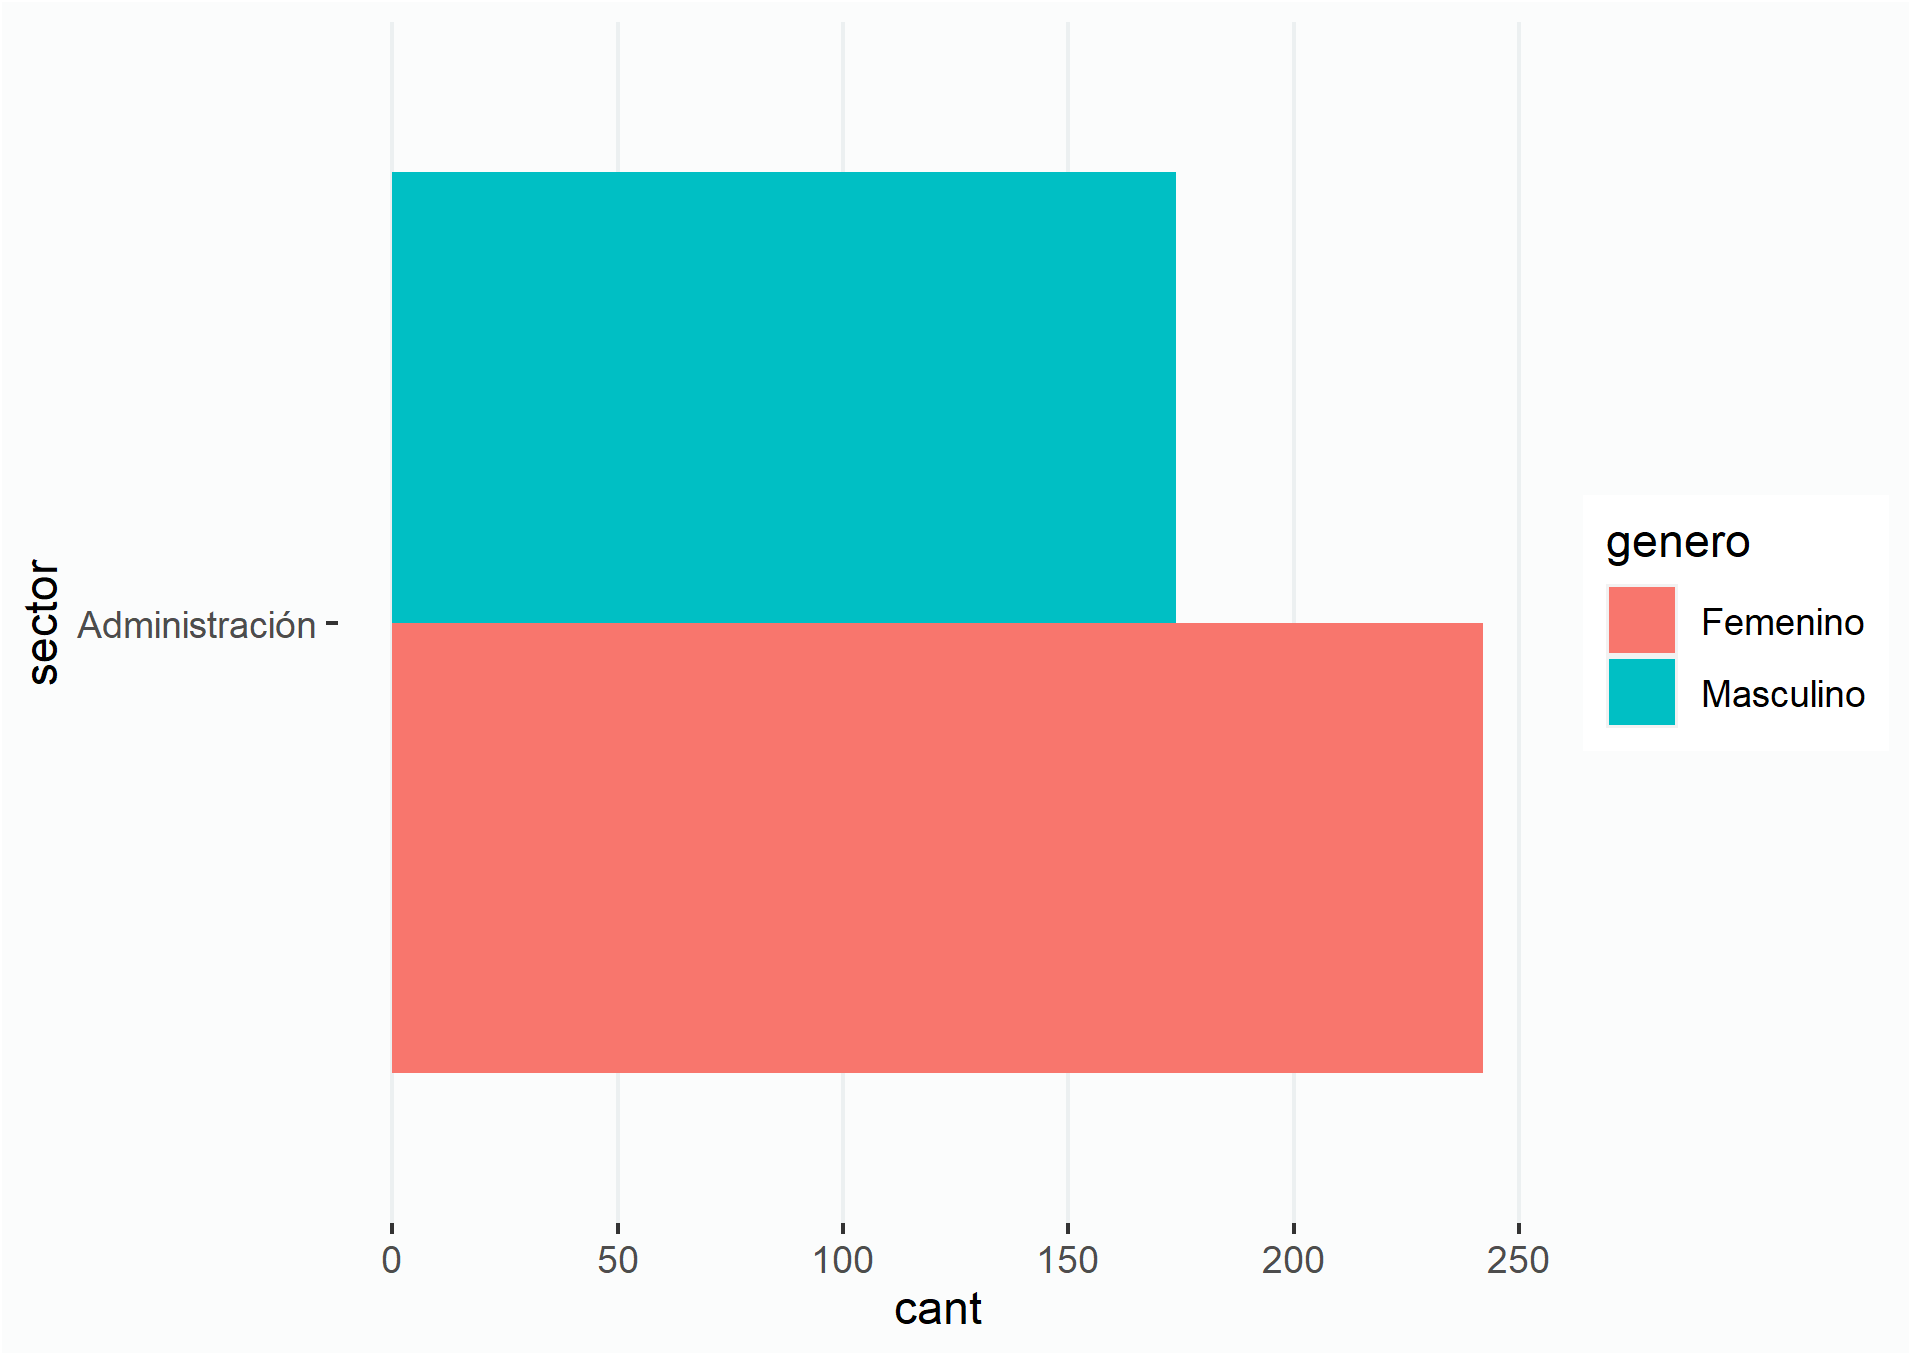 sector
Administración
0 50 100 150 200 250
cant
genero
Femenino
Masculino